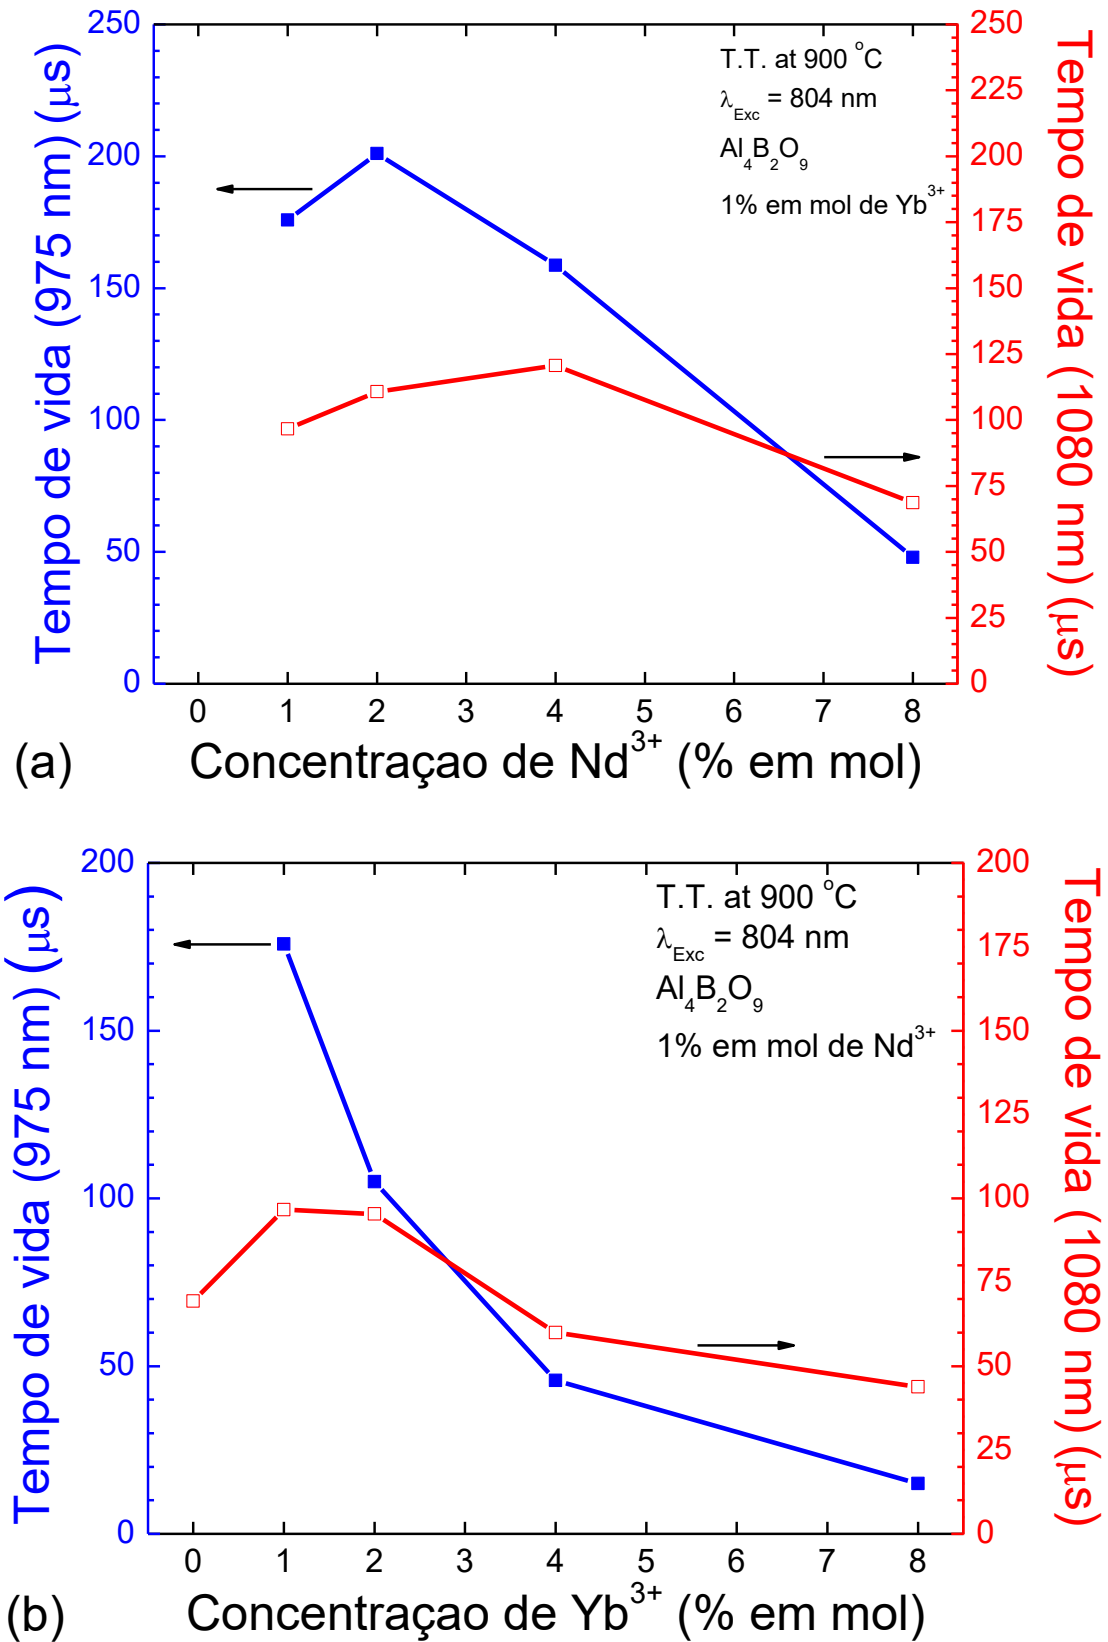 Tempo de vida (975 nm) (μs)
250
200
150
100
50
0
T.T. at 900 °C
λExc = 804 nm
Al4B2O9
1% em mol de Yb3+
250
225
200
175
150
125
100
75
50
25
0
Tempo de vida (1080 nm) (μs)
0 1 2 3 4 5 6 7 8
(a) Concentraçao de Nd3+ (% em mol)
Tempo de vida (975 nm) (μs)
200
150
100
50
0
T.T. at 900 °C
λExc = 804 nm
Al4B2O9
1% em mol de Nd3+
200
175
150
125
100
75
50
25
0
Tempo de vida (1080 nm) (μs)
0 1 2 3 4 5 6 7 8
(b) Concentraçao de Yb3+ (% em mol)